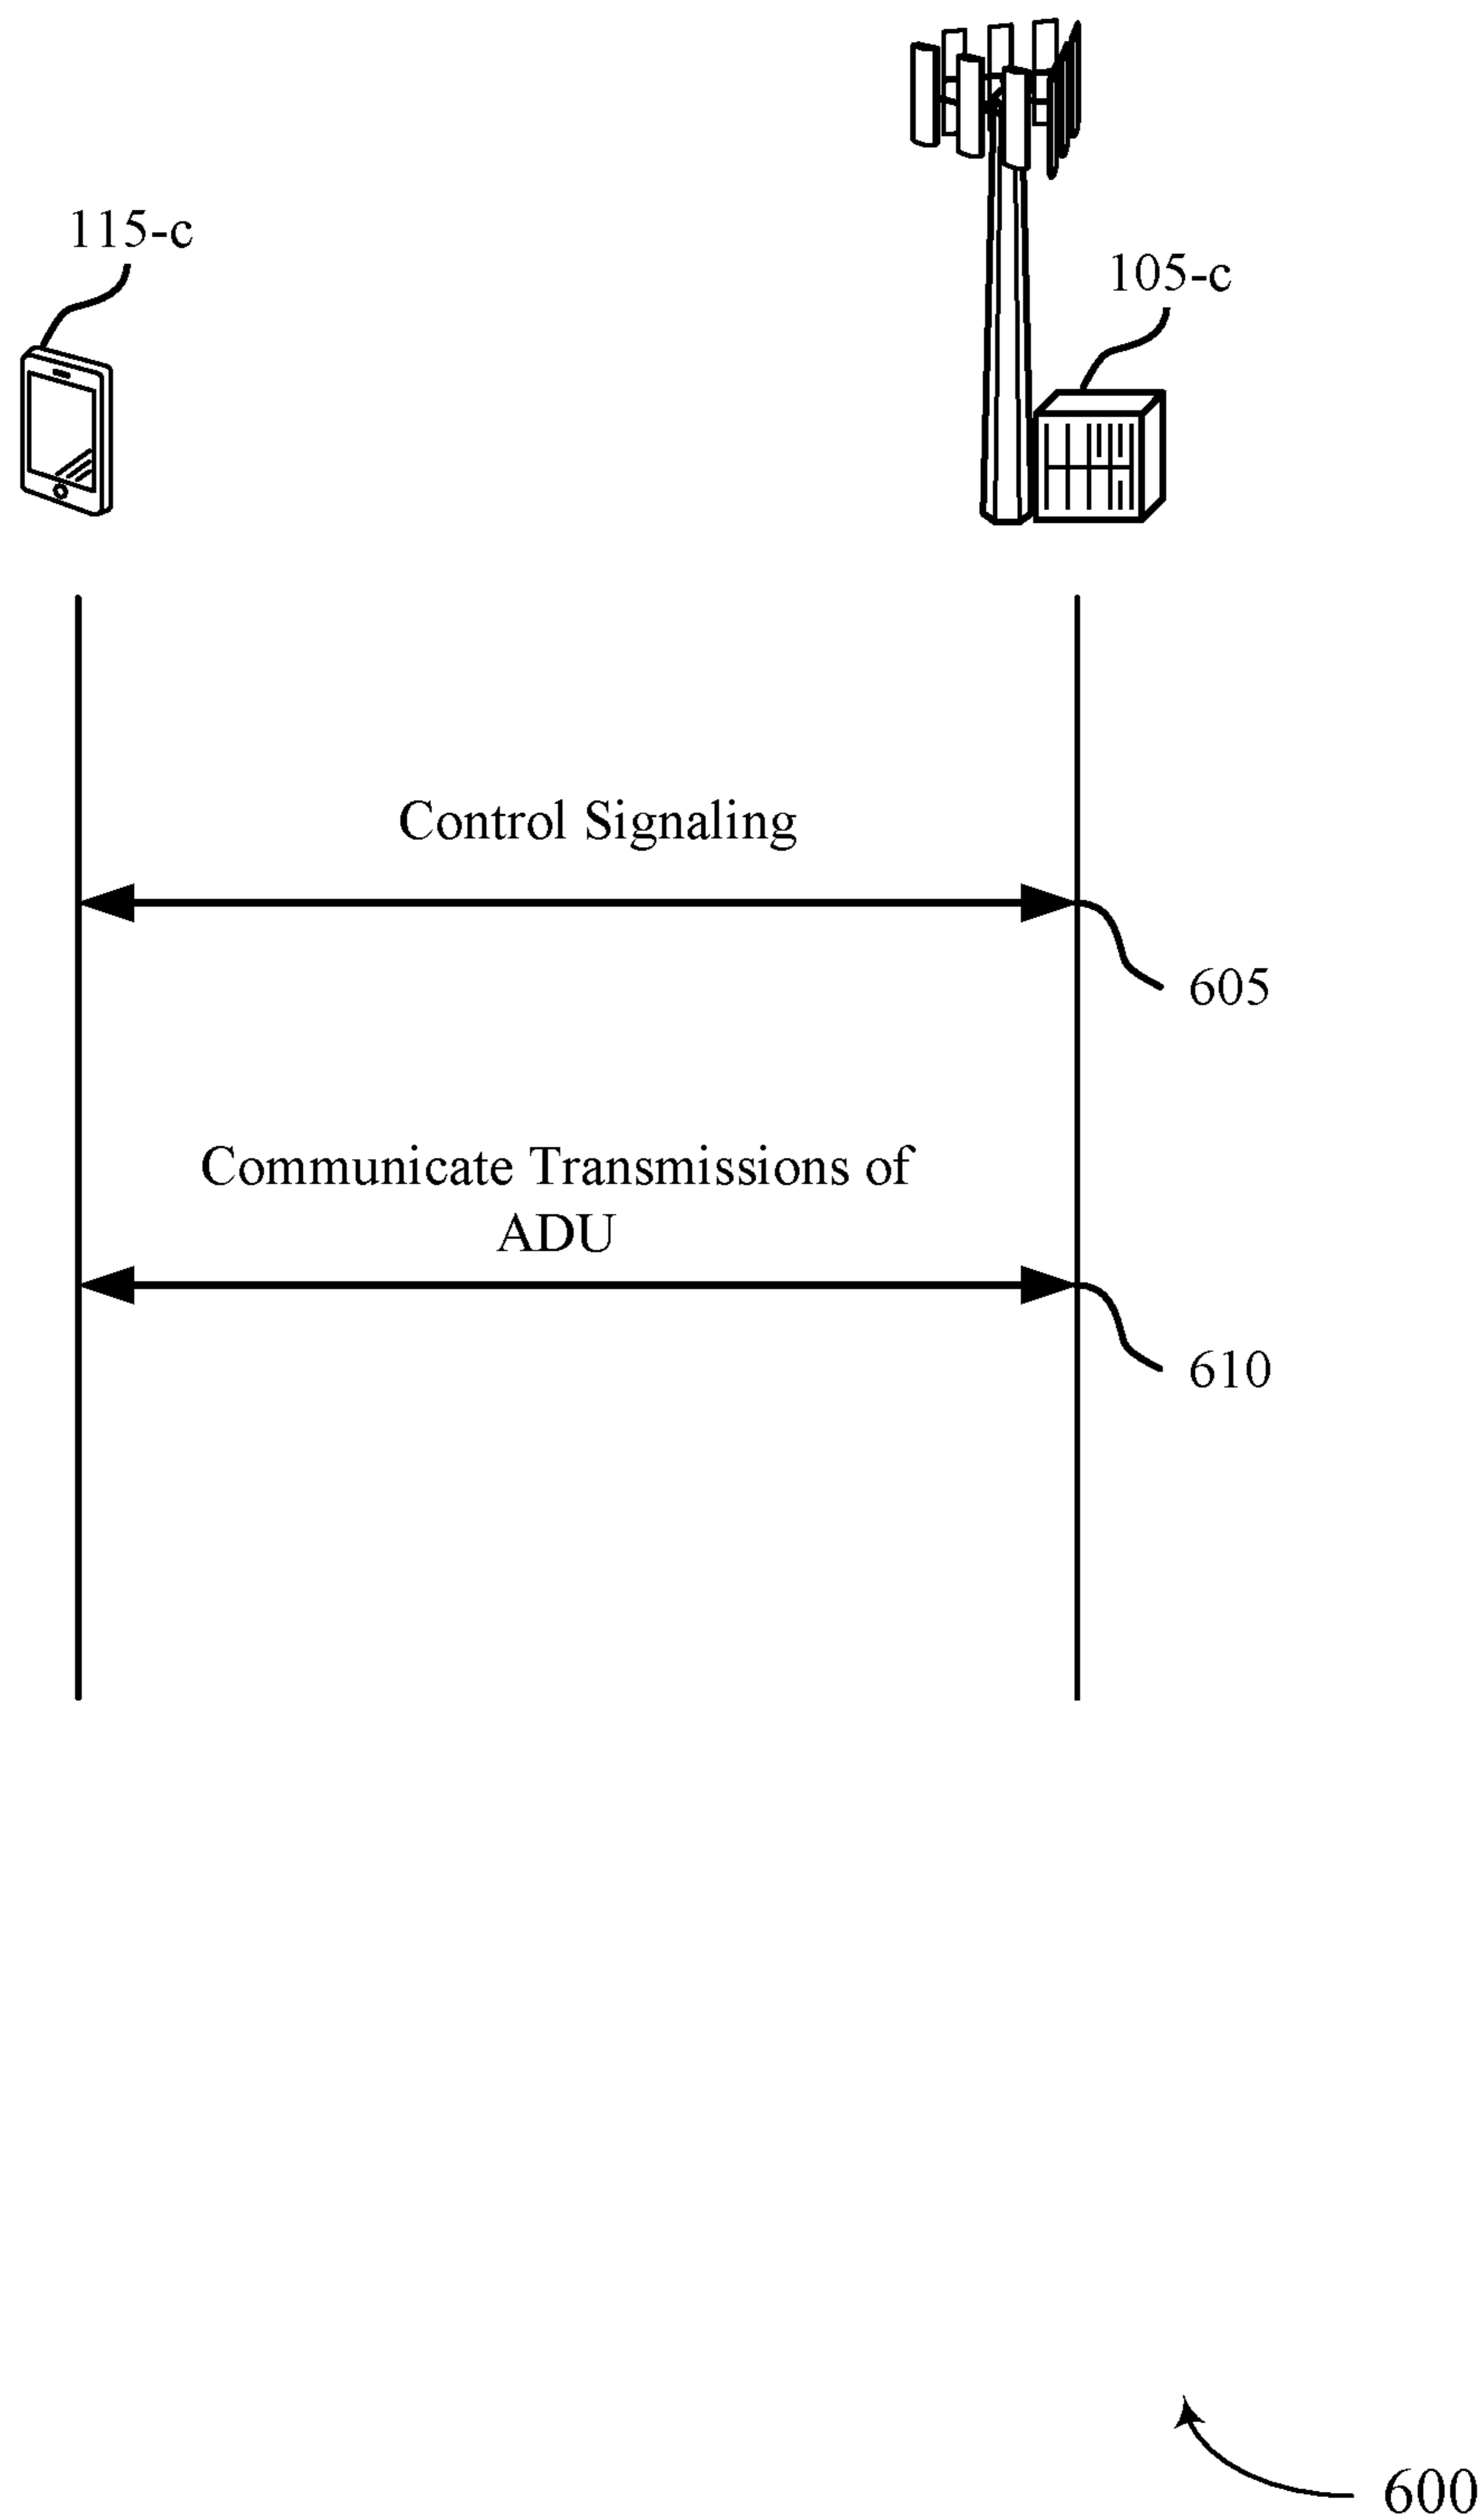 115-c
105-c
Control Signaling
605
Communicate Transmissions of
ADU
610
600